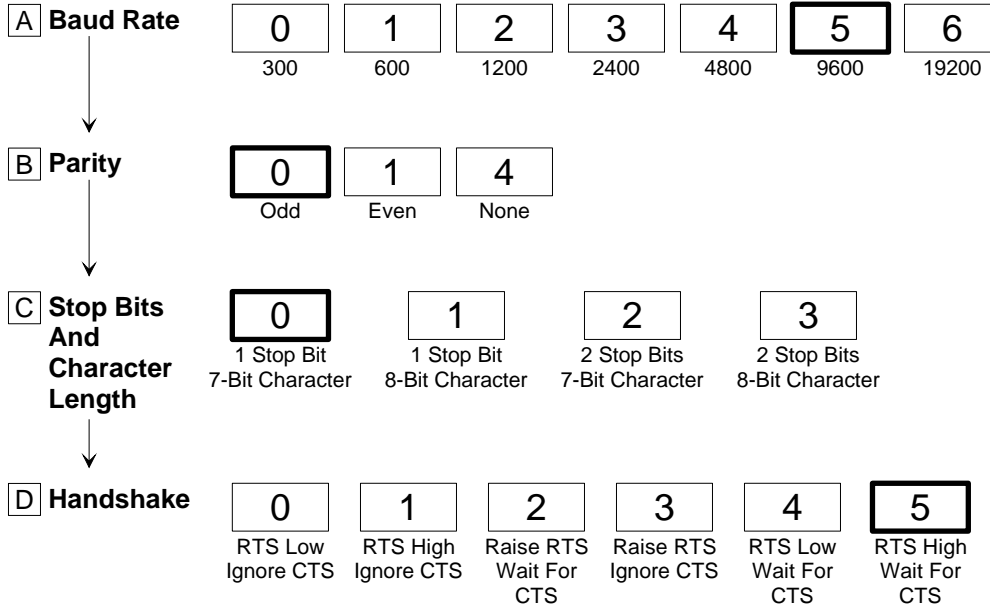 A Baud Rate
0 1 2 3 4 5 6
300 600 1200 2400 4800 9600 19200
B Parity
0 1 4
Odd Even None
C Stop Bits
And
Character
Length
0 1 2 3
1 Stop Bit 1 Stop Bit 2 Stop Bits 2 Stop Bits
7-Bit Character 8-Bit Character 7-Bit Character 8-Bit Character
D Handshake
0 1 2 3 4 5
RTS Low RTS High Raise RTS Raise RTS RTS Low RTS High
Ignore CTS Ignore CTS Wait For Ignore CTS Wait For Wait For
CTS CTS CTS